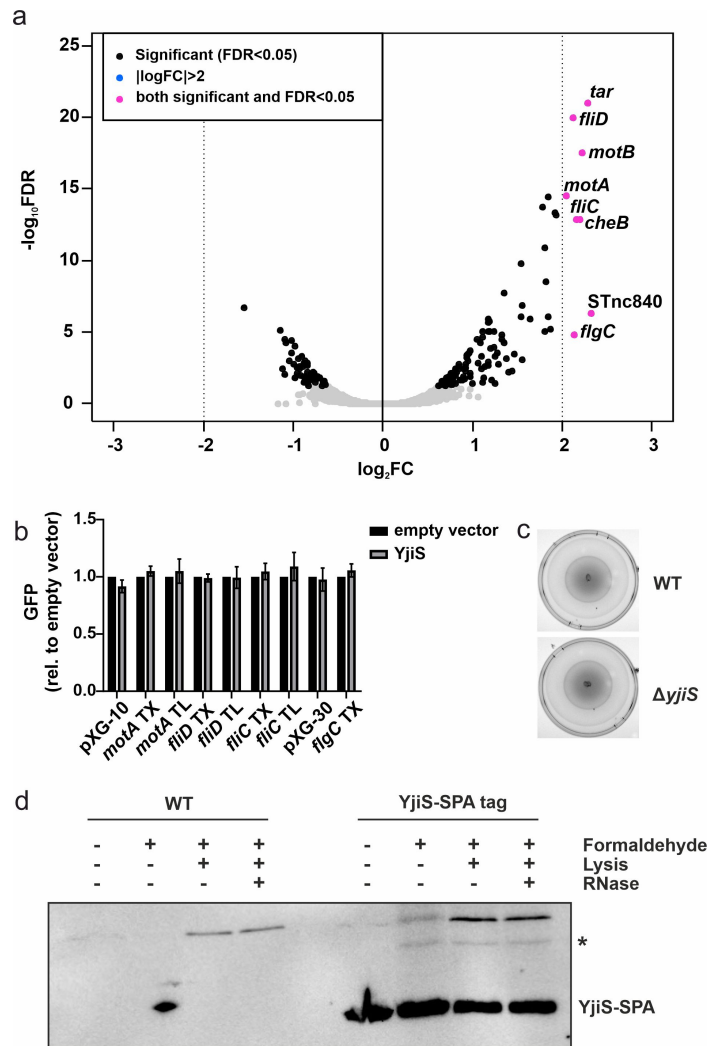 a
25
20
15
10
5
0
-log₁₀FDR
Significant (FDR<0.05)
|logFC|>2
both significant and FDR<0.05
tar
fliD
motB
motA
fliC
cheB
STnc840
flgC
-3 -2 -1 0 1 2 3
log₂FC
b
1.5
1.0
0.5
0.0
GFP
(rel. to empty vector)
empty vector
YjiS
pXG-10
motA TX
motA TL
fliD TX
fliD TL
fliC TX
fliC TL
pXG-30
flgC TX
c
WT
ΔyjiS
d
WT YjiS-SPA tag
- + + + - + + + Formaldehyde
- - + + - - + + Lysis
- - - + - - - + RNase
*
YjiS-SPA